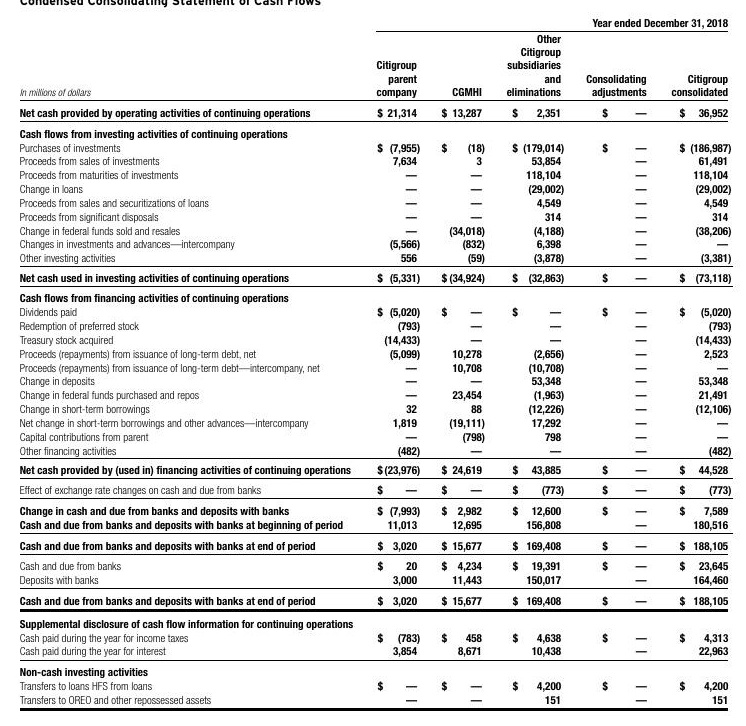 Condensed Consolidating Statement of Cash Flows
Year ended December 31, 2018
Other
Citigroup
Citigroup subsidiaries
parent and Consolidating Citigroup
In millions of dollars company CGMHI eliminations adjustments consolidated
Net cash provided by operating activities of continuing operations $ 21,314 $ 13,287 $ 2,351 $ — $ 36,952
Cash flows from investing activities of continuing operations
Purchases of investments $ (7,955) $ (18) $ (179,014) $ — $ (186,987)
Proceeds from sales of investments 7,634 3 53,854 — 61,491
Proceeds from maturities of investments — — 118,104 — 118,104
Change in loans — — (29,002) — (29,002)
Proceeds from sales and securitizations of loans — — 4,549 — 4,549
Proceeds from significant disposals — — 314 — 314
Change in federal funds sold and resales — (34,018) (4,188) — (38,206)
Changes in investments and advances—intercompany (5,566) (832) 6,398 — —
Other investing activities 556 (59) (3,878) — (3,381)
Net cash used in investing activities of continuing operations $ (5,331) $ (34,924) $ (32,863) $ — $ (73,118)
Cash flows from financing activities of continuing operations
Dividends paid $ (5,020) $ — $ — $ — $ (5,020)
Redemption of preferred stock (793) — — — (793)
Treasury stock acquired (14,433) — — — (14,433)
Proceeds (repayments) from issuance of long-term debt, net (5,099) 10,278 (2,656) — 2,523
Proceeds (repayments) from issuance of long-term debt—intercompany, net — 10,708 (10,708) — —
Change in deposits — — 53,348 — 53,348
Change in federal funds purchased and repos — 23,454 (1,963) — 21,491
Change in short-term borrowings 32 88 (12,226) — (12,106)
Net change in short-term borrowings and other advances—intercompany 1,819 (19,111) 17,292 — —
Capital contributions from parent — (798) 798 — —
Other financing activities (482) — — — (482)
Net cash provided by (used in) financing activities of continuing operations $(23,976) $ 24,619 $ 43,885 $ — $ 44,528
Effect of exchange rate changes on cash and due from banks $ — $ — $ (773) $ — $ (773)
Change in cash and due from banks and deposits with banks $ (7,993) $ 2,982 $ 12,600 $ — $ 7,589
Cash and due from banks and deposits with banks at beginning of period 11,013 12,695 156,808 — 180,516
Cash and due from banks and deposits with banks at end of period $ 3,020 $ 15,677 $ 169,408 $ — $ 188,105
Cash and due from banks $ 20 $ 4,234 $ 19,391 $ — $ 23,645
Deposits with banks 3,000 11,443 150,017 — 164,460
Cash and due from banks and deposits with banks at end of period $ 3,020 $ 15,677 $ 169,408 $ — $ 188,105
Supplemental disclosure of cash flow information for continuing operations
Cash paid during the year for income taxes $ (783) $ 458 $ 4,638 $ — $ 4,313
Cash paid during the year for interest 3,854 8,671 10,438 — 22,963
Non-cash investing activities
Transfers to loans HFS from loans $ — $ — $ 4,200 $ — $ 4,200
Transfers to OREO and other repossessed assets — — 151 — 151